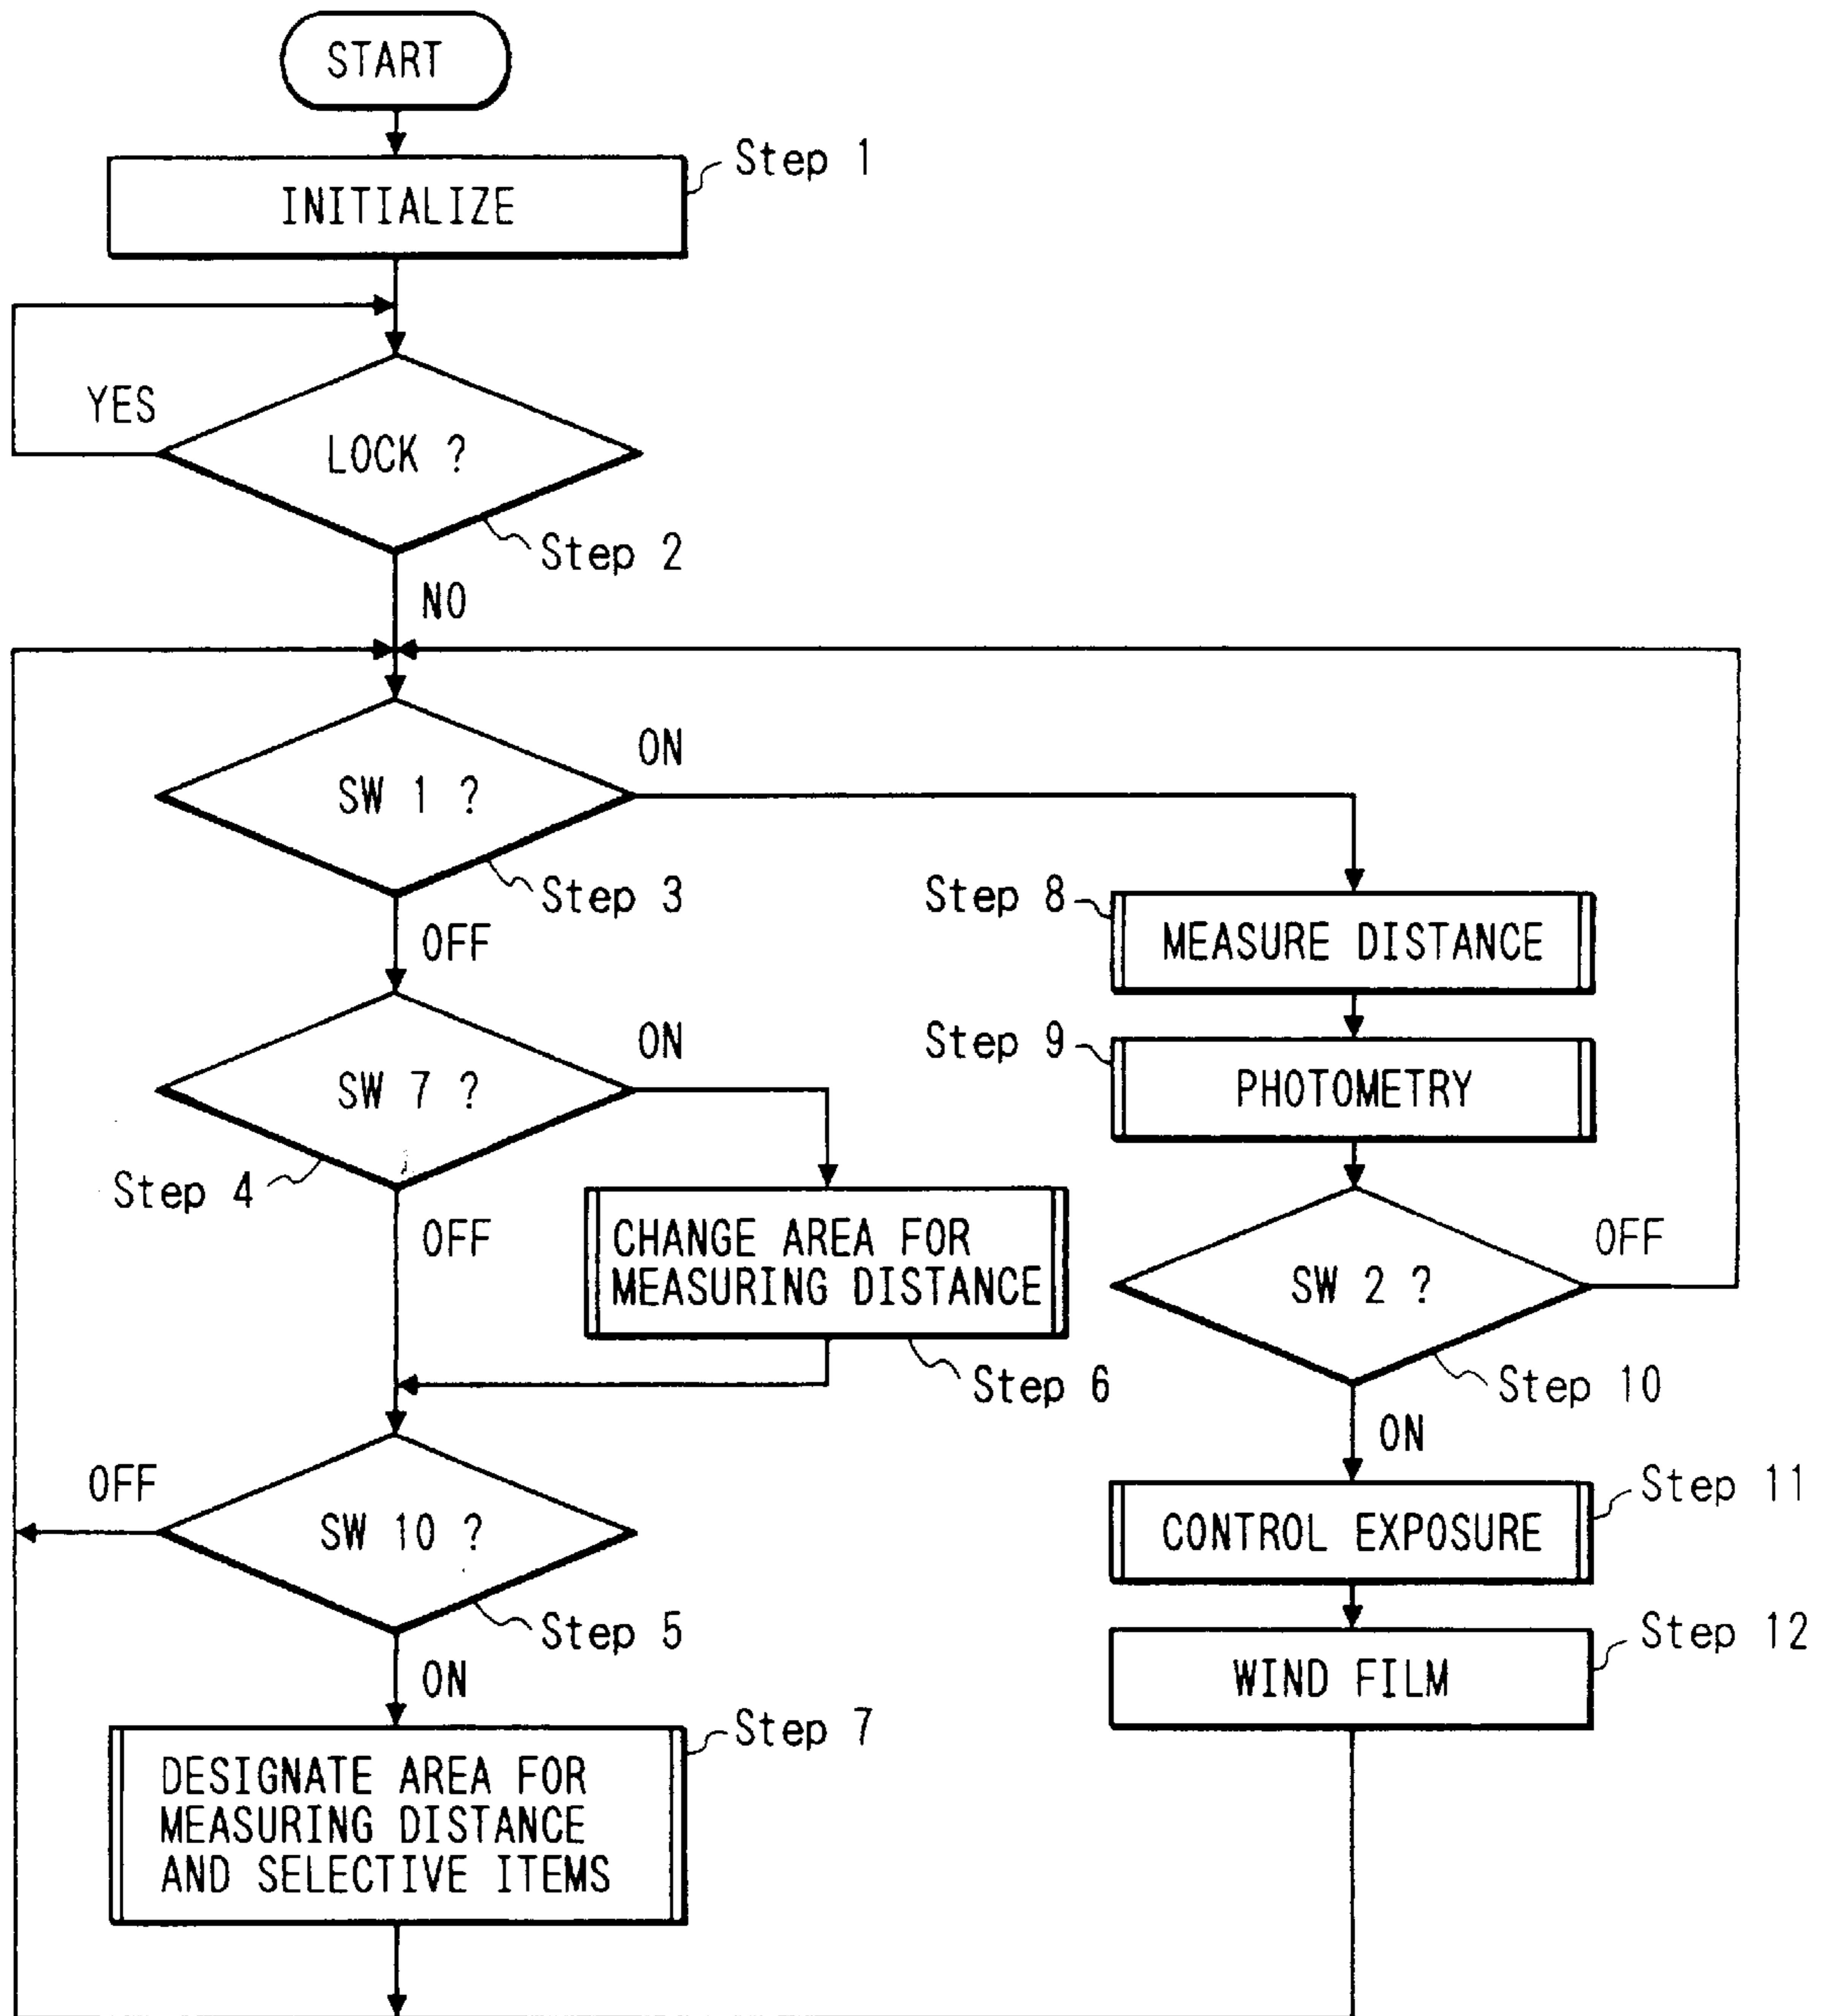 START
INITIALIZE
Step 1
YES
LOCK ?
Step 2
NO
SW 1 ?
ON
Step 3
OFF
SW 7 ?
ON
Step 4
OFF
CHANGE AREA FOR
MEASURING DISTANCE
Step 6
OFF
SW 10 ?
Step 5
ON
DESIGNATE AREA FOR
MEASURING DISTANCE
AND SELECTIVE ITEMS
Step 7
Step 8
MEASURE DISTANCE
Step 9
PHOTOMETRY
SW 2 ?
OFF
Step 10
ON
CONTROL EXPOSURE
Step 11
WIND FILM
Step 12